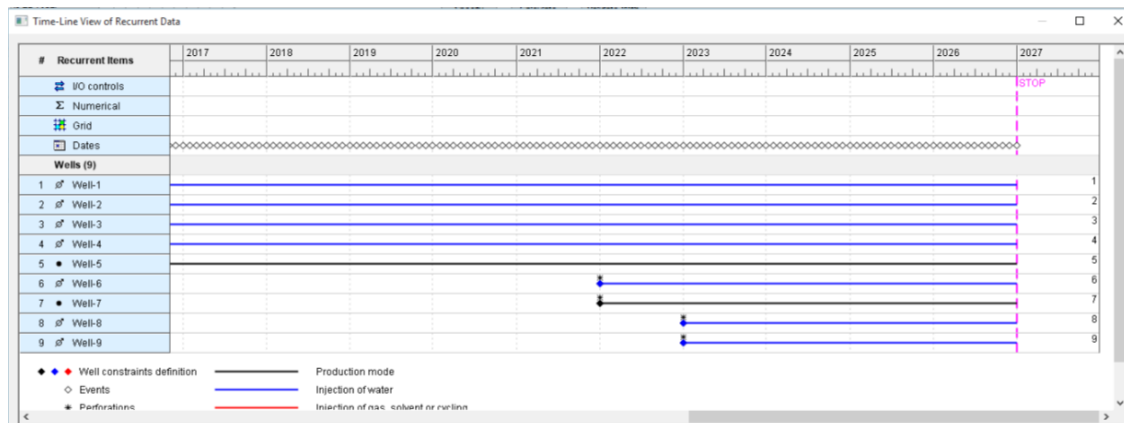 Time-Line View of Recurrent Data
# Recurrent Items 2017 2018 2019 2020 2021 2022 2023 2024 2025 2026 2027
I/O controls STOP
Σ Numerical
Grid
Dates
Wells (9)
1 Well-1 1
2 Well-2 2
3 Well-3 3
4 Well-4 4
5 Well-5 5
6 Well-6 6
7 Well-7 7
8 Well-8 8
9 Well-9 9
Well constraints definition Production mode
Events Injection of water
Perforations Injection of gas, solvent or cycling